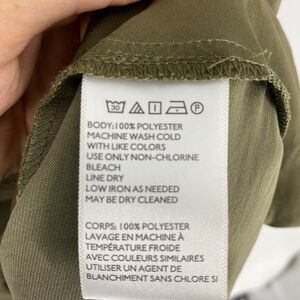 30 P
BODY: 100% POLYESTER
MACHINE WASH COLD
WITH LIKE COLORS
USE ONLY NON-CHLORINE
BLEACH
LINE DRY
LOW IRON AS NEEDED
MAY BE DRY CLEANED
CORPS: 100% POLYESTER
LAVAGE EN MACHINE À
TEMPÉRATURE FROIDE
AVEC COULEURS SIMILAIRES
UTILISER UN AGENT DE
BLANCHIMENT SANS CHLORE SI